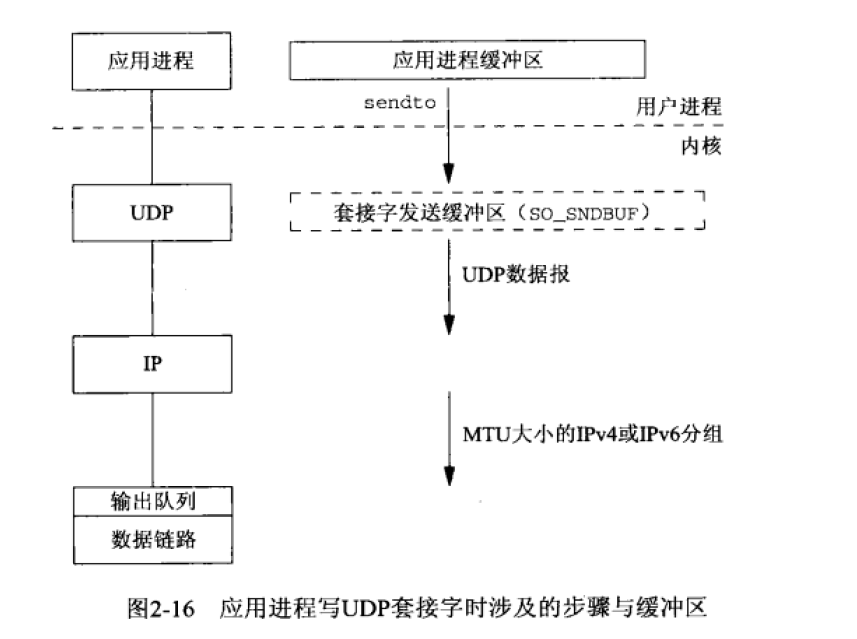 应用进程
应用进程缓冲区
sendto
用户进程
内核
UDP
套接字发送缓冲区（SO_SNDBUF）
UDP数据报
IP
MTU大小的IPv4或IPv6分组
输出队列
数据链路
图2-16 应用进程写UDP套接字时涉及的步骤与缓冲区